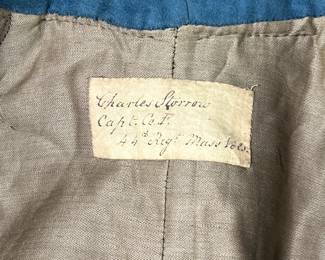 Charles Storrow
Capt. Co. F.
44th Regt Mass Vols.